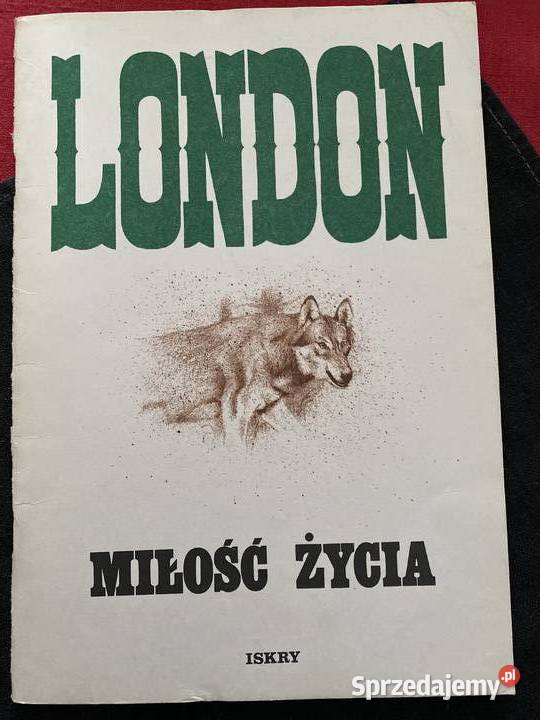 LONDON
MIŁOŚĆ ŻYCIA
ISKRY
Sprzedajemy.pl